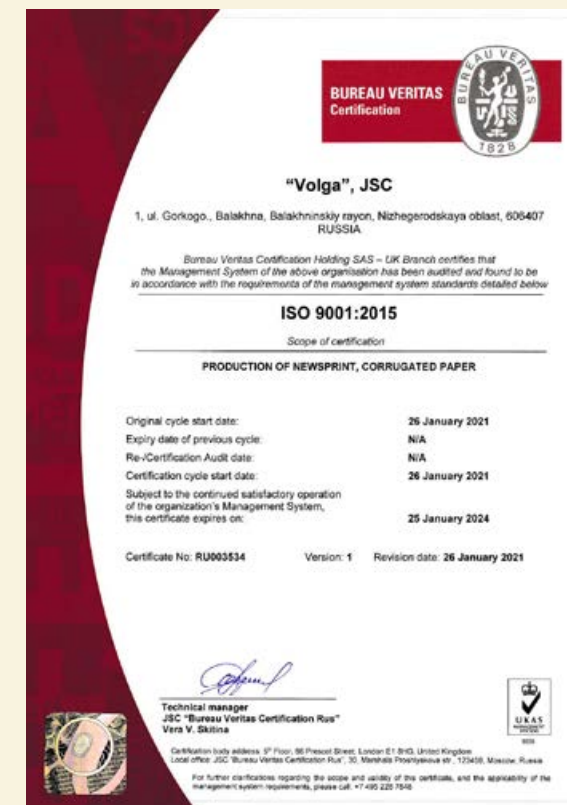 BUREAU VERITAS
Certification
BUREAU VERITAS
1828
"Volga", JSC
1, ul. Gorkogo., Balakhna, Balakhninskiy rayon, Nizhegorodskaya oblast, 606407
RUSSIA
Bureau Veritas Certification Holding SAS – UK Branch certifies that
the Management System of the above organisation has been audited and found to be
in accordance with the requirements of the management system standards detailed below
ISO 9001:2015
Scope of certification
PRODUCTION OF NEWSPRINT, CORRUGATED PAPER
Original cycle start date: 26 January 2021
Expiry date of previous cycle: N/A
Re-/Certification Audit date: N/A
Certification cycle start date: 26 January 2021
Subject to the continued satisfactory operation
of the organization's Management System,
this certificate expires on: 25 January 2024
Certificate No: RU003534 Version: 1 Revision date: 26 January 2021
Technical manager
JSC "Bureau Veritas Certification Rus"
Vera V. Skitina
UKAS
MANAGEMENT
SYSTEMS
0008
Certification body address: 5th Floor, 66 Prescot Street, London E1 8HG, United Kingdom
Local office: JSC "Bureau Veritas Certification Rus", 30, Marshala Proshlyakova str., 123458, Moscow, Russia
For further clarifications regarding the scope and validity of this certificate, and the applicability of the
management system requirements, please call: +7 495 228 7848